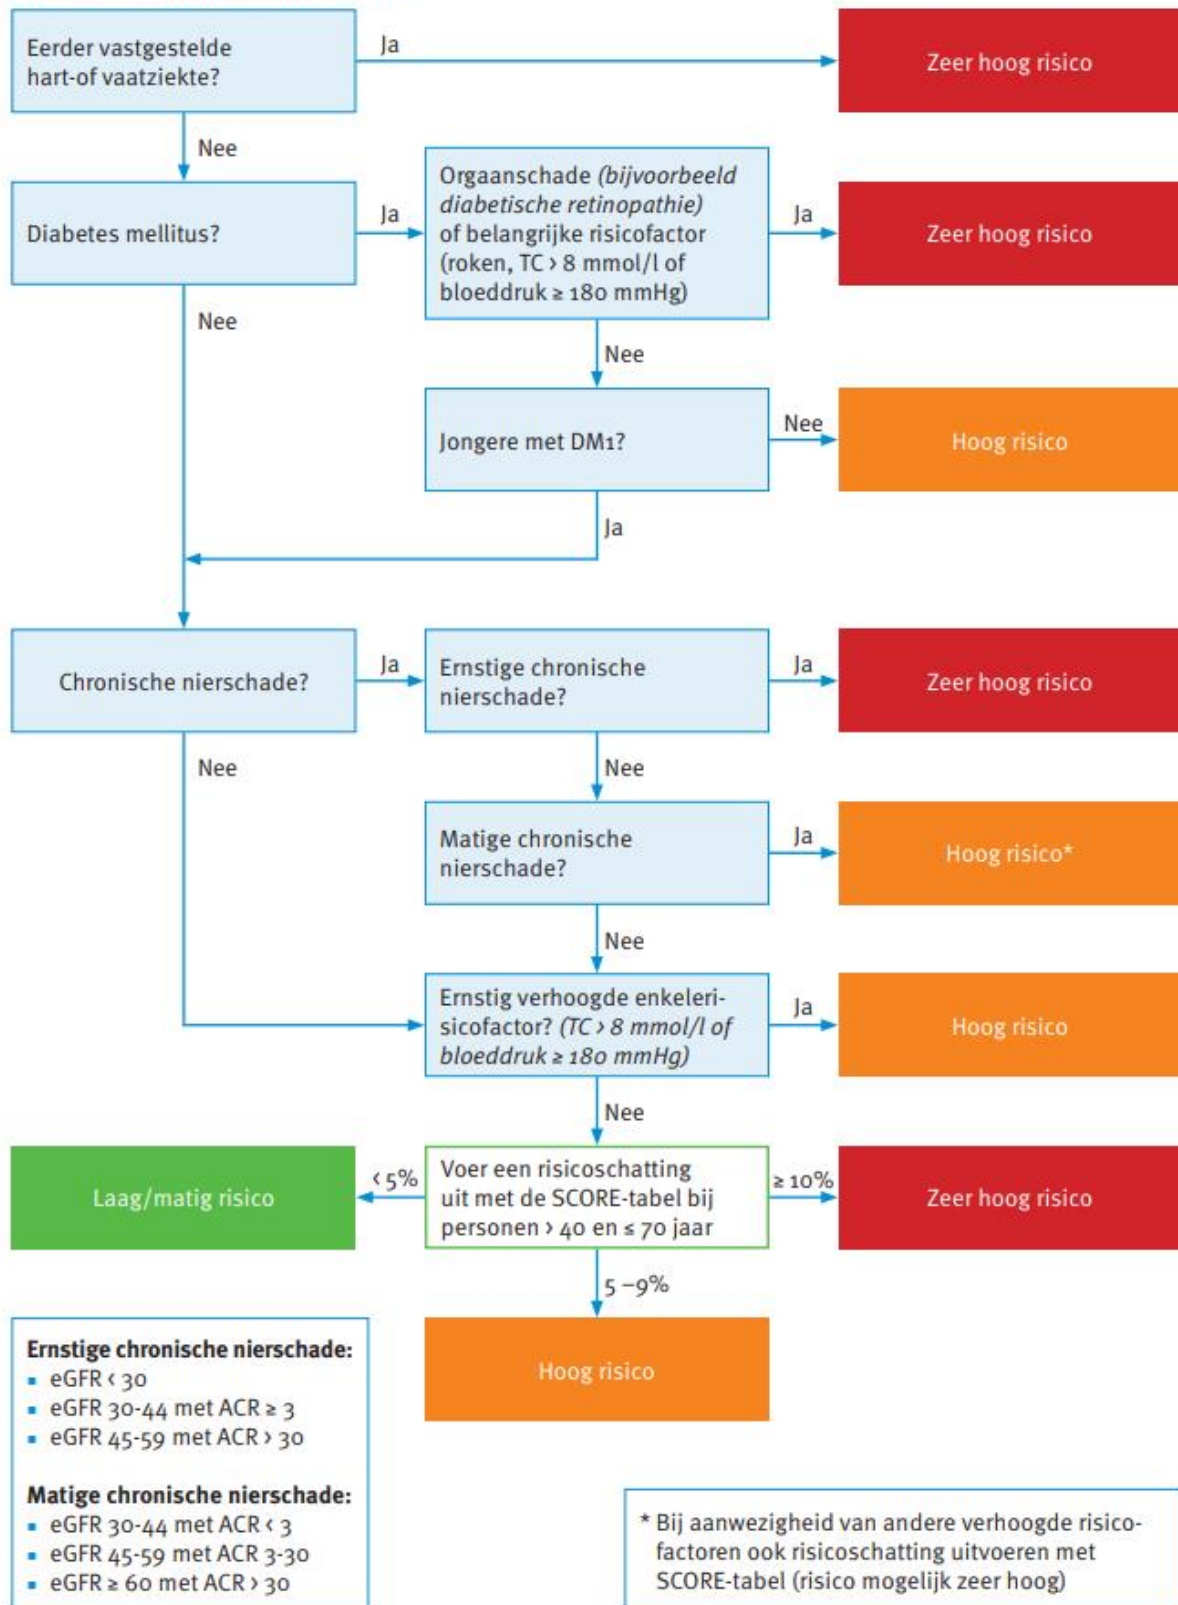 Eerder vastgestelde
hart-of vaatziekte?
Ja
Zeer hoog risico
Nee
Diabetes mellitus?
Ja
Orgaanschade (bijvoorbeeld
diabetische retinopathie)
of belangrijke risicofactor
(roken, TC > 8 mmol/l of
bloeddruk ≥ 180 mmHg)
Ja
Zeer hoog risico
Nee
Nee
Jongere met DM1?
Nee
Hoog risico
Ja
Chronische nierschade?
Ja
Ernstige chronische
nierschade?
Ja
Zeer hoog risico
Nee
Nee
Matige chronische
nierschade?
Ja
Hoog risico*
Nee
Ernstig verhoogde enkeleri-
sicofactor? (TC > 8 mmol/l of
bloeddruk ≥ 180 mmHg)
Ja
Hoog risico
Nee
Laag/matig risico
< 5%
Voer een risicoschatting
uit met de SCORE-tabel bij
personen > 40 en ≤ 70 jaar
≥ 10%
Zeer hoog risico
5 –9%
Hoog risico
Ernstige chronische nierschade:
▪ eGFR < 30
▪ eGFR 30-44 met ACR ≥ 3
▪ eGFR 45-59 met ACR > 30
Matige chronische nierschade:
▪ eGFR 30-44 met ACR < 3
▪ eGFR 45-59 met ACR 3-30
▪ eGFR ≥ 60 met ACR > 30
* Bij aanwezigheid van andere verhoogde risico-
factoren ook risicoschatting uitvoeren met
SCORE-tabel (risico mogelijk zeer hoog)